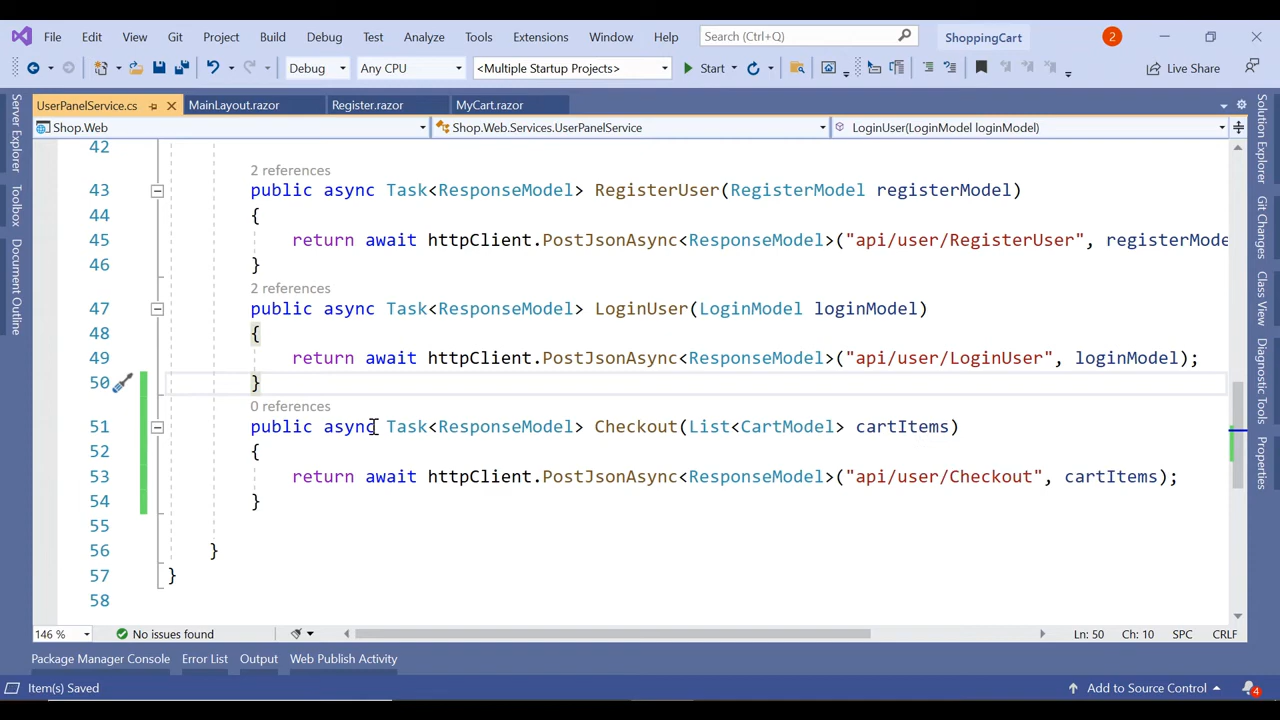 File Edit View Git Project Build Debug Test Analyze Tools Extensions Window Help Search (Ctrl+Q) ShoppingCart 2
Debug Any CPU <Multiple Startup Projects> Start Live Share
UserPanelService.cs MainLayout.razor Register.razor MyCart.razor
Shop.Web Shop.Web.Services.UserPanelService LoginUser(LoginModel loginModel)
Server Explorer
Toolbox
Document Outline
42
2 references
43 public async Task<ResponseModel> RegisterUser(RegisterModel registerModel)
44 {
45 return await httpClient.PostJsonAsync<ResponseModel>("api/user/RegisterUser", registerMode
46 }
2 references
47 public async Task<ResponseModel> LoginUser(LoginModel loginModel)
48 {
49 return await httpClient.PostJsonAsync<ResponseModel>("api/user/LoginUser", loginModel);
50 }
0 references
51 public async Task<ResponseModel> Checkout(List<CartModel> cartItems)
52 {
53 return await httpClient.PostJsonAsync<ResponseModel>("api/user/Checkout", cartItems);
54 }
55
56 }
57 }
58
Solution Explorer
Git Changes
Class View
Diagnostic Tools
Properties
146 % No issues found Ln: 50 Ch: 10 SPC CRLF
Package Manager Console Error List Output Web Publish Activity
Item(s) Saved Add to Source Control 4